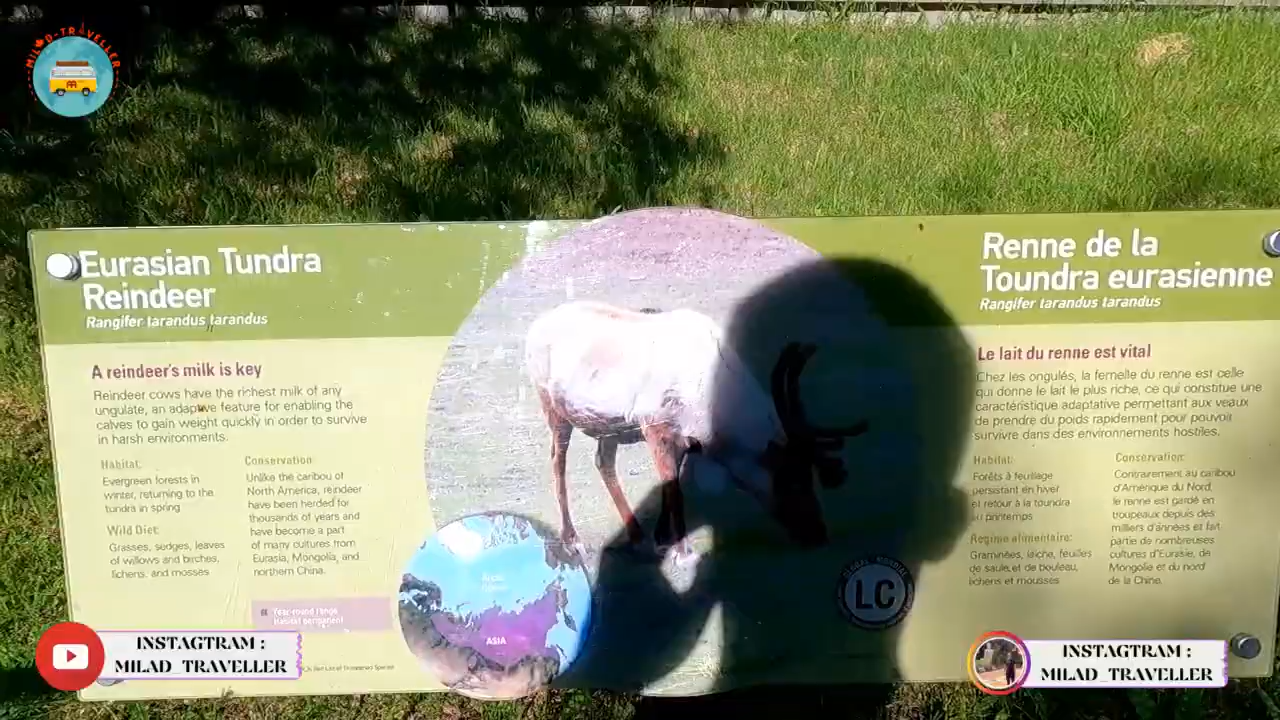 MILAD-TRAVELLER
Eurasian Tundra
Reindeer
Rangifer tarandus tarandus
A reindeer's milk is key
Reindeer cows have the richest milk of any
ungulate, an adaptive feature for enabling the
calves to gain weight quickly in order to survive
in harsh environments.
Habitat:
Evergreen forests in
winter, returning to the
tundra in spring
Wild Diet:
Grasses, sedges, leaves
of willows and birches,
lichens, and mosses
Conservation:
Unlike the caribou of
North America, reindeer
have been herded for
thousands of years and
have become a part
of many cultures from
Eurasia, Mongolia, and
northern China.
Year-round range
Habitat permanent
Arctic
Ocean
ASIA
LC
Renne de la
Toundra eurasienne
Rangifer tarandus tarandus
Le lait du renne est vital
Chez les ongulés, la femelle du renne est celle
qui donne le lait le plus riche, ce qui constitue une
caractéristique adaptative permettant aux veaux
de prendre du poids rapidement pour pouvoir
survivre dans des environnements hostiles.
Habitat:
Forêts à feuillage
persistant en hiver
et retour à la toundra
au printemps
Regime alimentaire:
Graminées, laiche, feuilles
de saule et de bouleau,
lichens et mousses
Conservation:
Contrairement au caribou
d'Amérique du Nord,
le renne est gardé en
troupeaux depuis des
milliers d'années et fait
partie de nombreuses
cultures d'Eurasie, de
Mongolie et du nord
de la Chine.
INSTAGTRAM :
MILAD_TRAVELLER
INSTAGTRAM :
MILAD_TRAVELLER